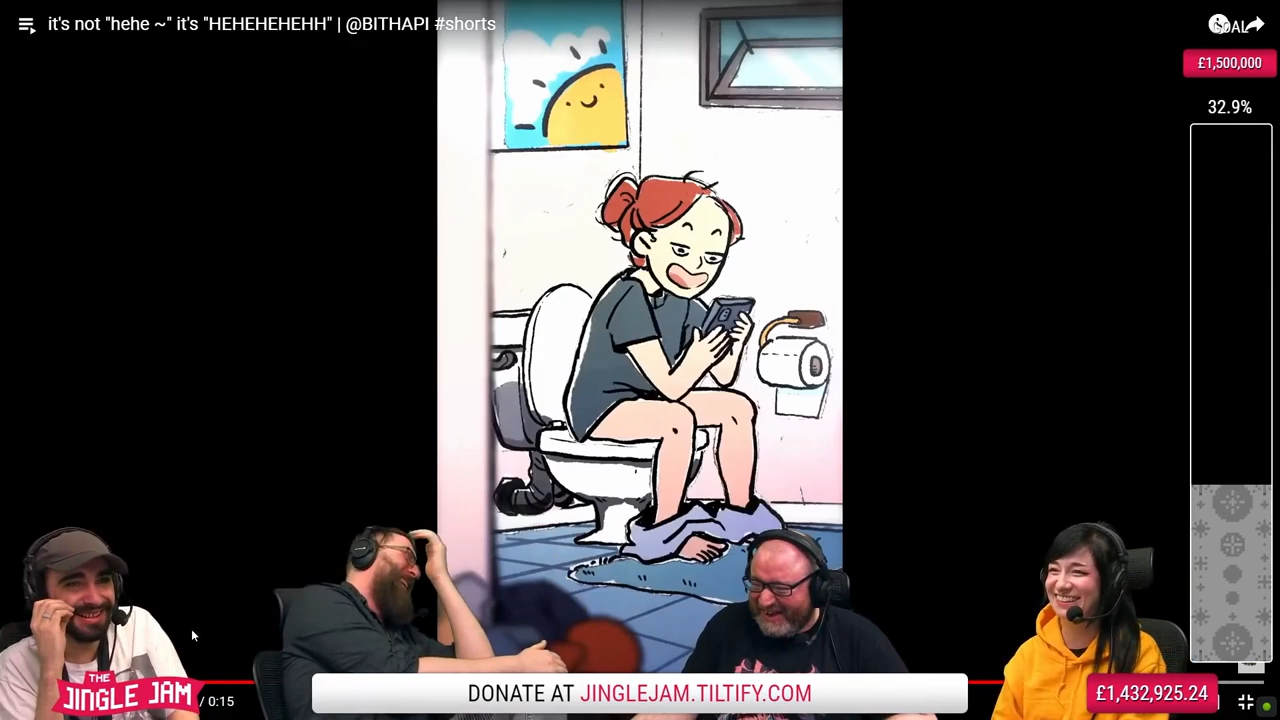 it's not "hehe ~" it's "HEHEHEHEHH" | @BITHAPI #shorts
GOAL
£1,500,000
32.9%
THE
JINGLE JAM
/ 0:15
DONATE AT JINGLEJAM.TILTIFY.COM
£1,432,925.24